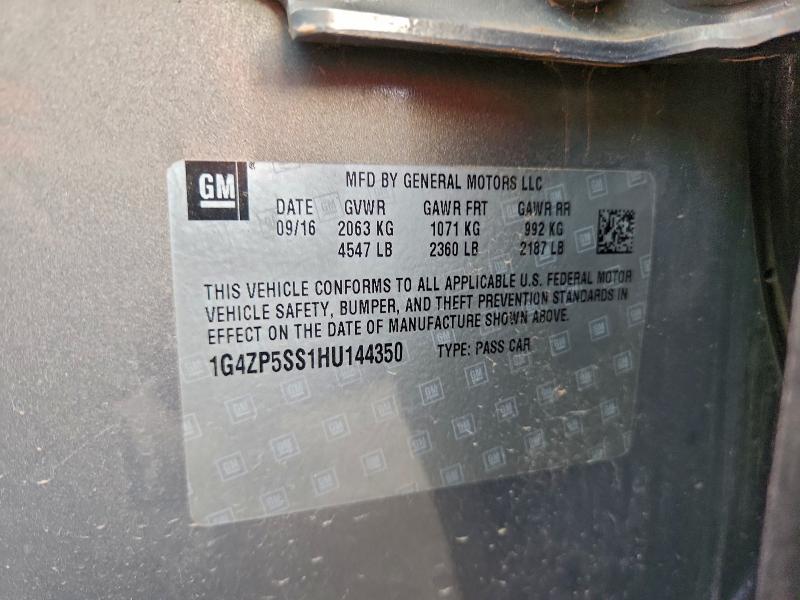 GM
MFD BY GENERAL MOTORS LLC
DATE GVWR GAWR FRT GAWR RR
09/16 2063 KG 1071 KG 992 KG
4547 LB 2360 LB 2187 LB
THIS VEHICLE CONFORMS TO ALL APPLICABLE U.S. FEDERAL MOTOR
VEHICLE SAFETY, BUMPER, AND THEFT PREVENTION STANDARDS IN
EFFECT ON THE DATE OF MANUFACTURE SHOWN ABOVE.
1G4ZP5SS1HU144350 TYPE: PASS CAR